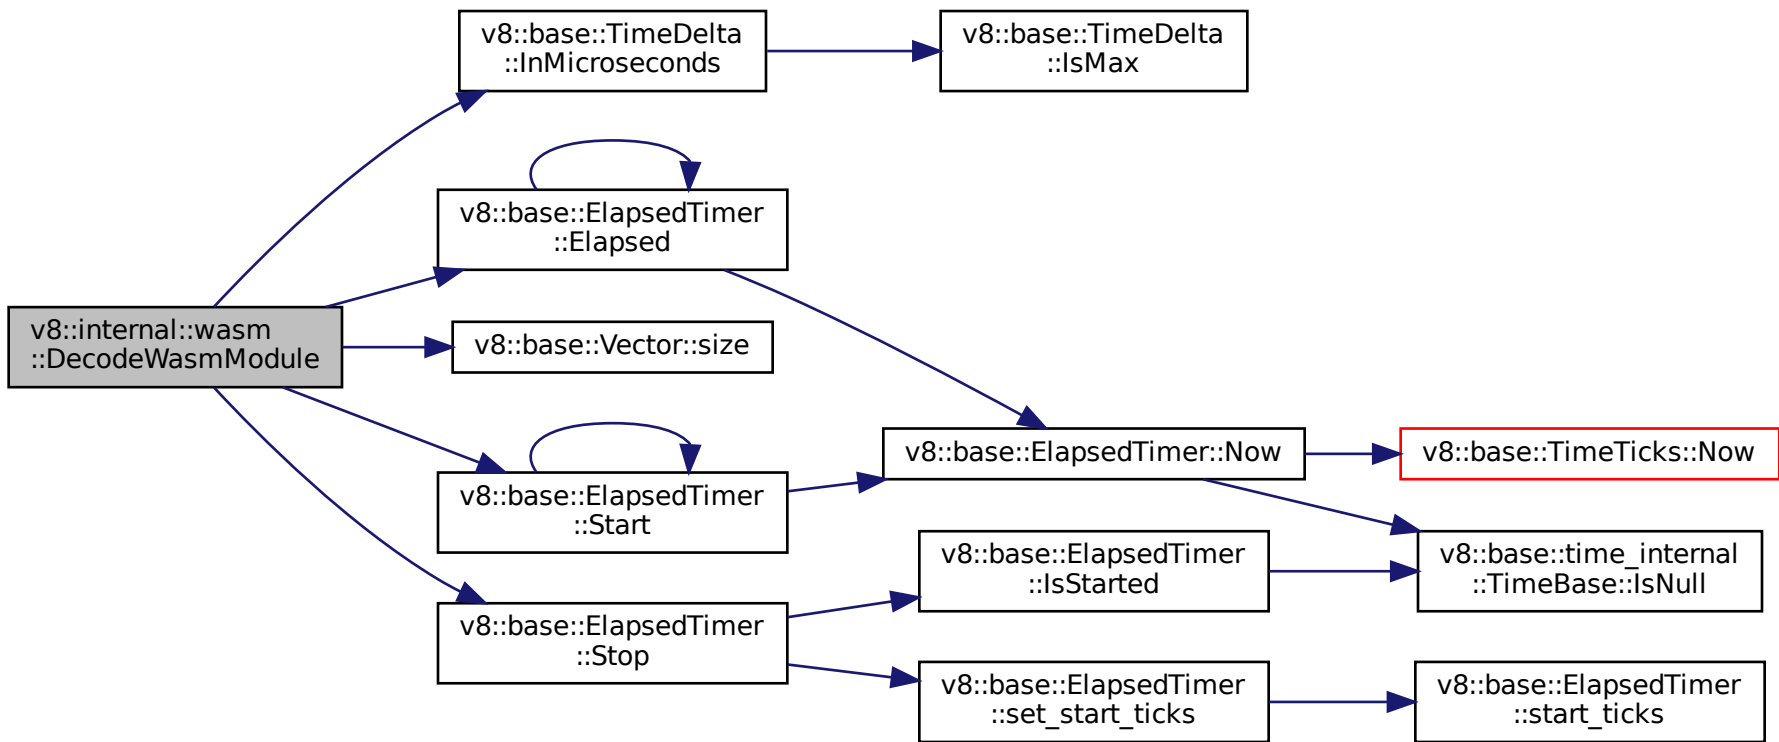 v8::base::TimeDelta
::InMicroseconds
v8::base::TimeDelta
::IsMax
v8::base::ElapsedTimer
::Elapsed
v8::internal::wasm
::DecodeWasmModule
v8::base::Vector::size
v8::base::ElapsedTimer::Now
v8::base::TimeTicks::Now
v8::base::ElapsedTimer
::Start
v8::base::ElapsedTimer
::IsStarted
v8::base::time_internal
::TimeBase::IsNull
v8::base::ElapsedTimer
::Stop
v8::base::ElapsedTimer
::set_start_ticks
v8::base::ElapsedTimer
::start_ticks